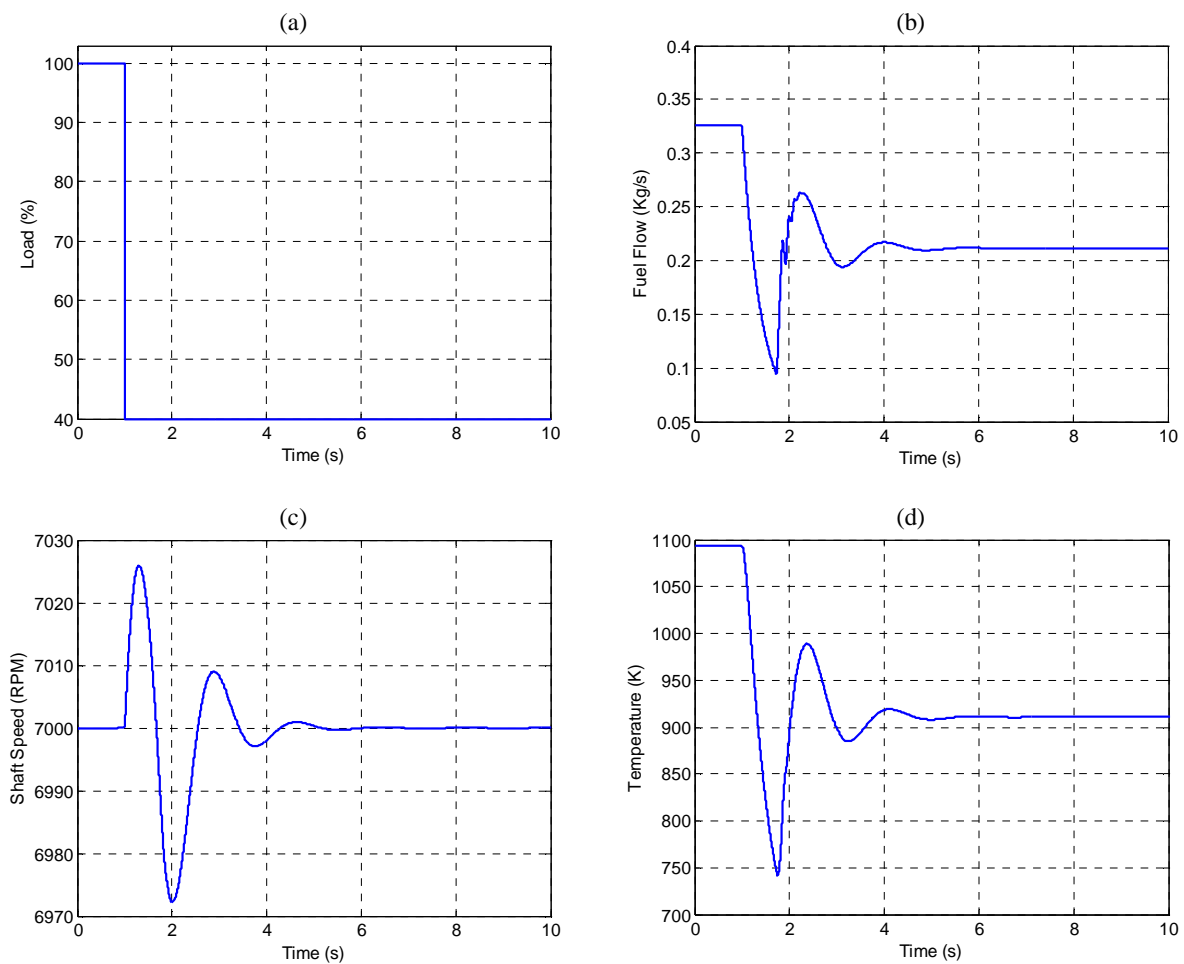 (a)
100
90
80
70
60
50
40
Load (%)
0 2 4 6 8 10
Time (s)
(b)
0.4
0.35
0.3
0.25
0.2
0.15
0.1
0.05
Fuel Flow (Kg/s)
0 2 4 6 8 10
Time (s)
(c)
7030
7020
7010
7000
6990
6980
6970
Shaft Speed (RPM)
0 2 4 6 8 10
Time (s)
(d)
1100
1050
1000
950
900
850
800
750
700
Temperature (K)
0 2 4 6 8 10
Time (s)